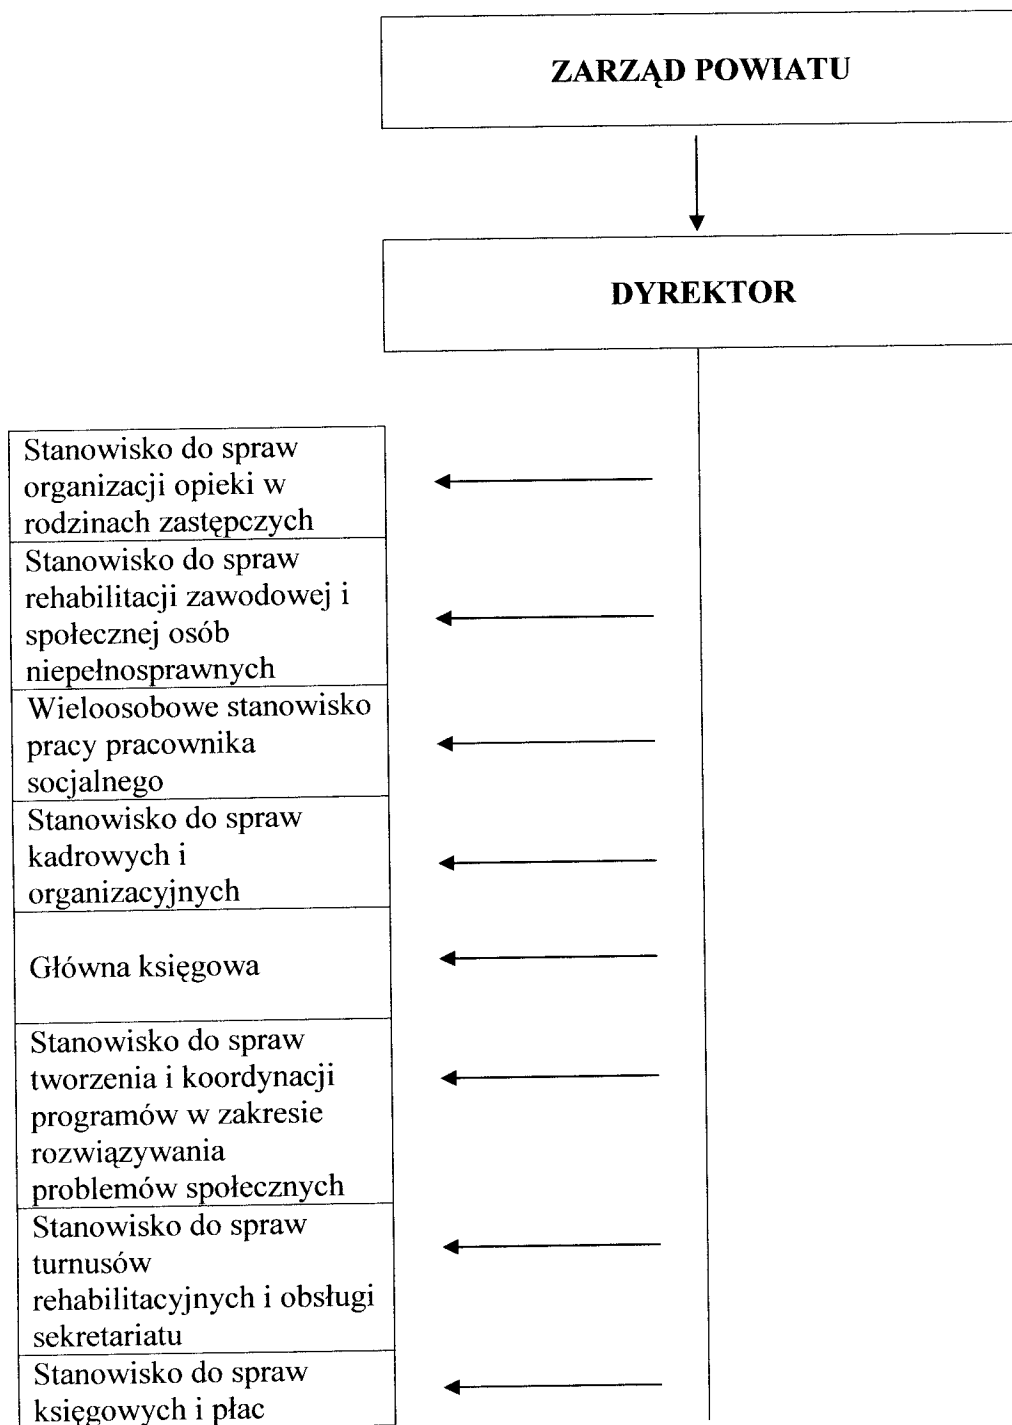 ZARZĄD POWIATU
DYREKTOR
Stanowisko do spraw
organizacji opieki w
rodzinach zastępczych
Stanowisko do spraw
rehabilitacji zawodowej i
społecznej osób
niepełnosprawnych
Wieloosobowe stanowisko
pracy pracownika
socjalnego
Stanowisko do spraw
kadrowych i
organizacyjnych
Główna księgowa
Stanowisko do spraw
tworzenia i koordynacji
programów w zakresie
rozwiązywania
problemów społecznych
Stanowisko do spraw
turnusów
rehabilitacyjnych i obsługi
sekretariatu
Stanowisko do spraw
księgowych i płac